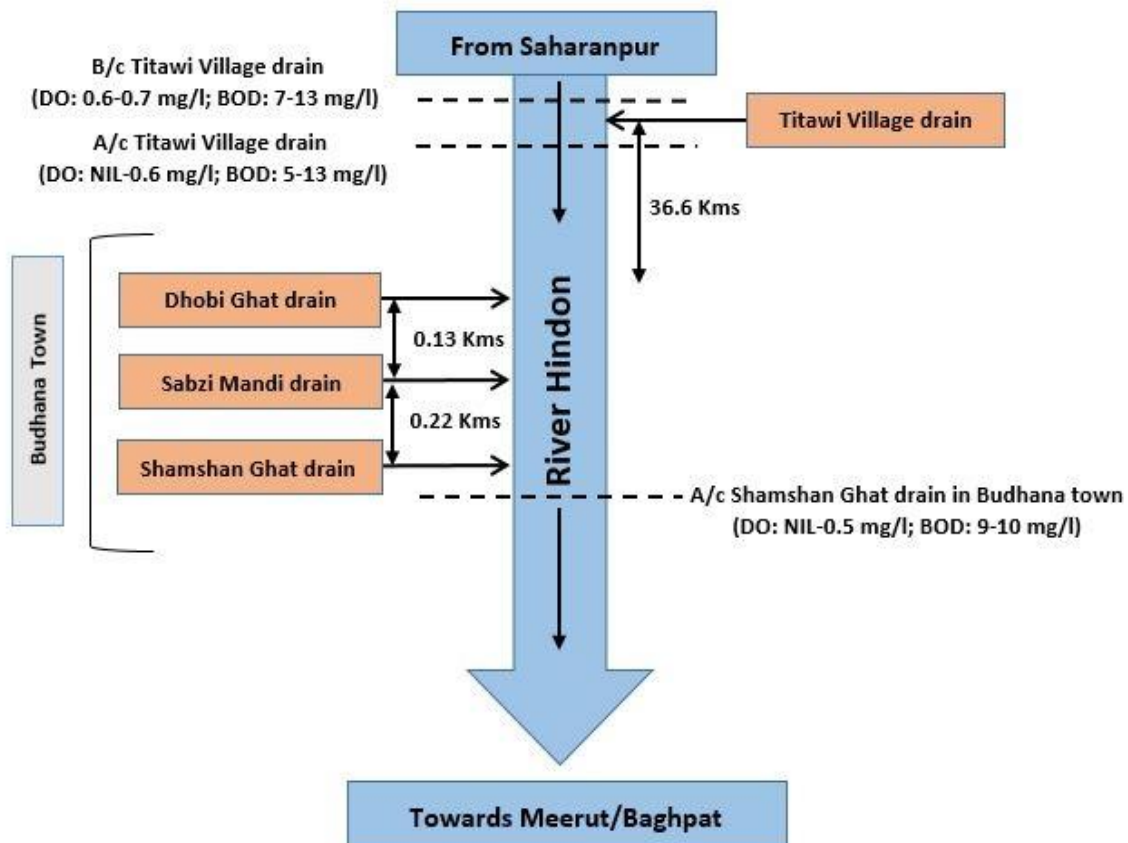 From Saharanpur
B/c Titawi Village drain
(DO: 0.6-0.7 mg/l; BOD: 7-13 mg/l)
Titawi Village drain
A/c Titawi Village drain
(DO: NIL-0.6 mg/l; BOD: 5-13 mg/l)
36.6 Kms
Budhana Town
Dhobi Ghat drain
0.13 Kms
Sabzi Mandi drain
0.22 Kms
Shamshan Ghat drain
River Hindon
A/c Shamshan Ghat drain in Budhana town
(DO: NIL-0.5 mg/l; BOD: 9-10 mg/l)
Towards Meerut/Baghpat